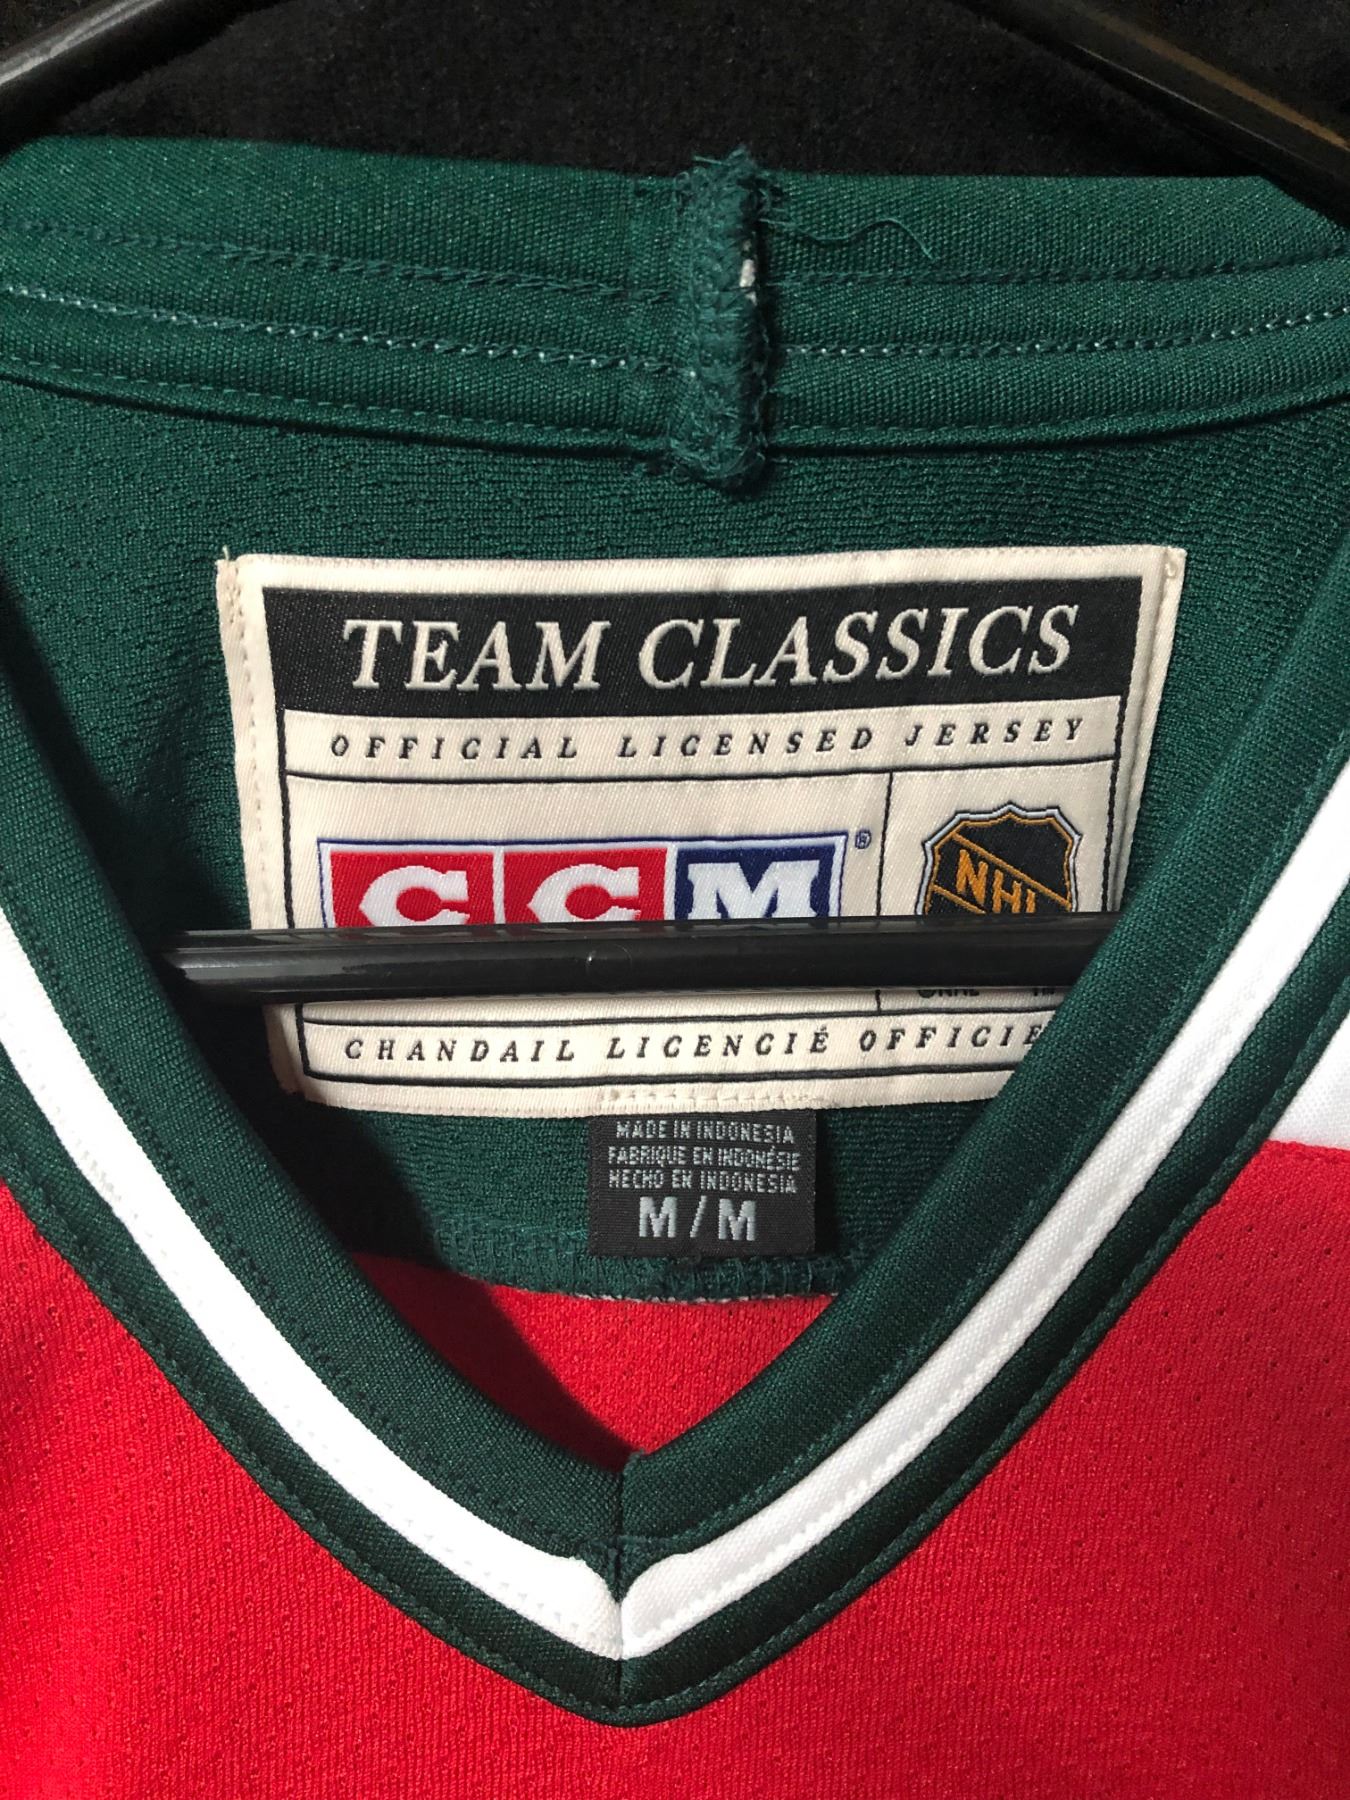 TEAM CLASSICS
OFFICIAL LICENSED JERSEY
CCM ®
NHL
©NHL
CHANDAIL LICENCIÉ OFFICIE
MADE IN INDONESIA
FABRIQUE EN INDONÉSIE
HECHO EN INDONESIA
M / M